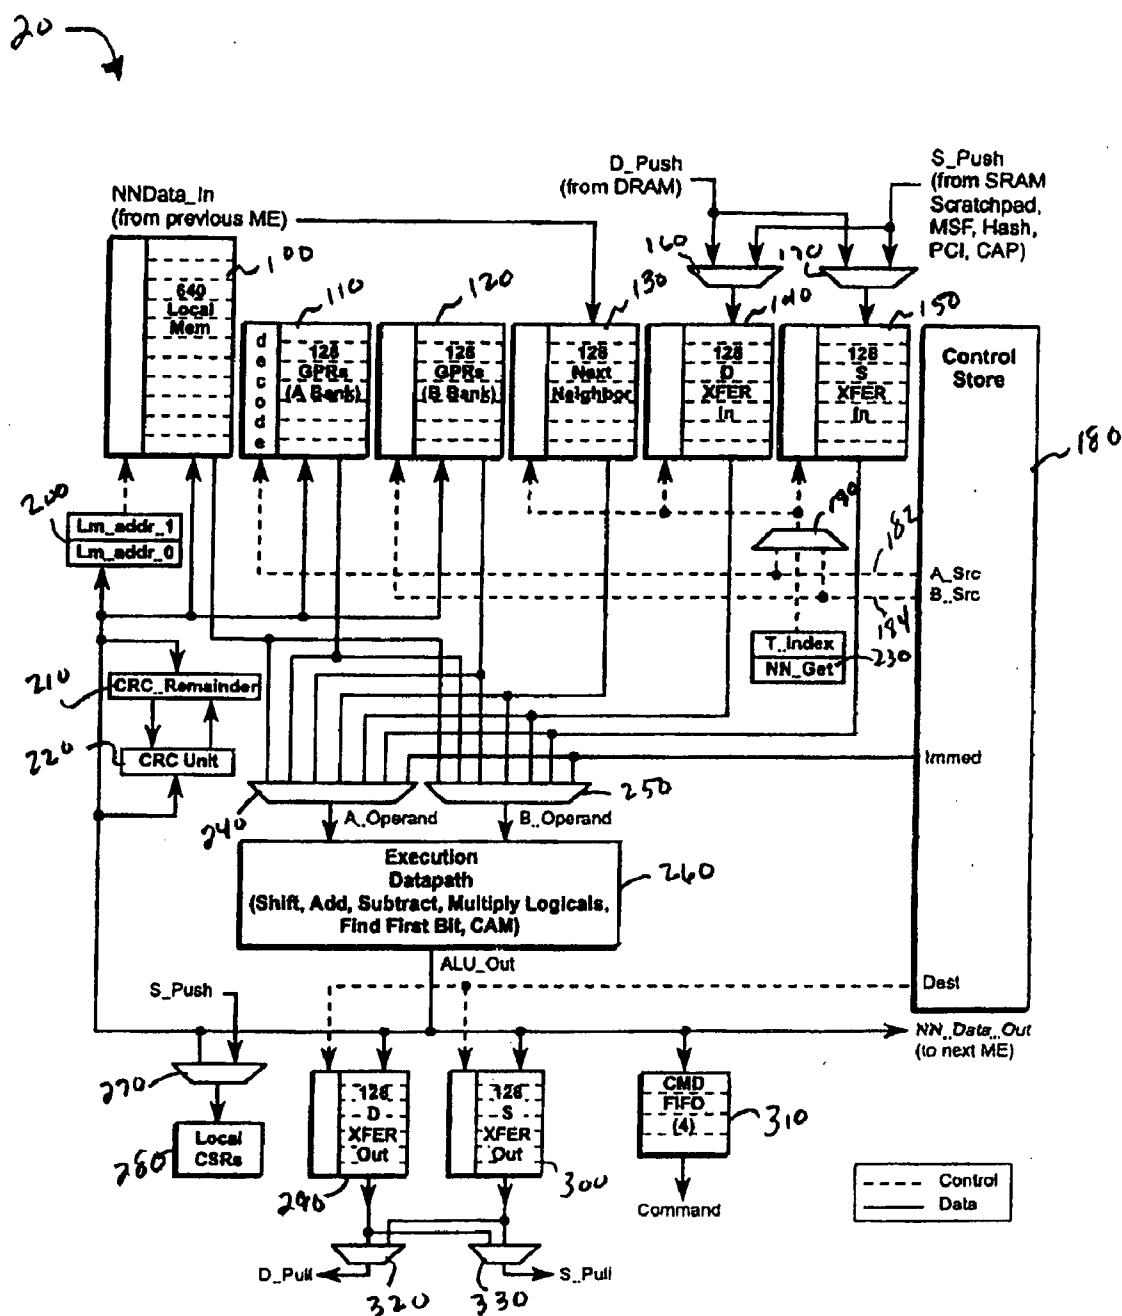 20
D_Push
(from DRAM)
S_Push
(from SRAM
Scratchpad,
MSF, Hash,
PCI, CAP)
NNData_In
(from previous ME)
100
110
120
130
160
170
140
150
640
Local
Mem
decode
128
GPRs
(A Bank)
128
GPRs
(B Bank)
128
Next
Neighbor
128
D
XFER
In
128
S
XFER
In
Control
Store
180
200
Lm_addr_1
Lm_addr_0
190
182
A_Src
B_Src
184
T_Index
NN_Get
230
210
CRC_Remainder
220
CRC Unit
Immed
240
250
A_Operand
B_Operand
Execution
Datapath
(Shift, Add, Subtract, Multiply Logicals,
Find First Bit, CAM)
260
ALU_Out
Dest
S_Push
NN_Data_Out
(to next ME)
270
280
Local
CSRs
128
D
XFER
Out
290
128
S
XFER
Out
300
CMD
FIFO
(4)
310
Command
Control
Data
D_Pull
320
330
S_Pull